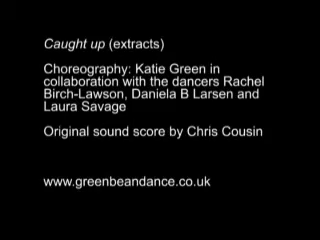 Caught up (extracts)
Choreography: Katie Green in
collaboration with the dancers Rachel
Birch-Lawson, Daniela B Larsen and
Laura Savage
Original sound score by Chris Cousin
www.greenbeandance.co.uk